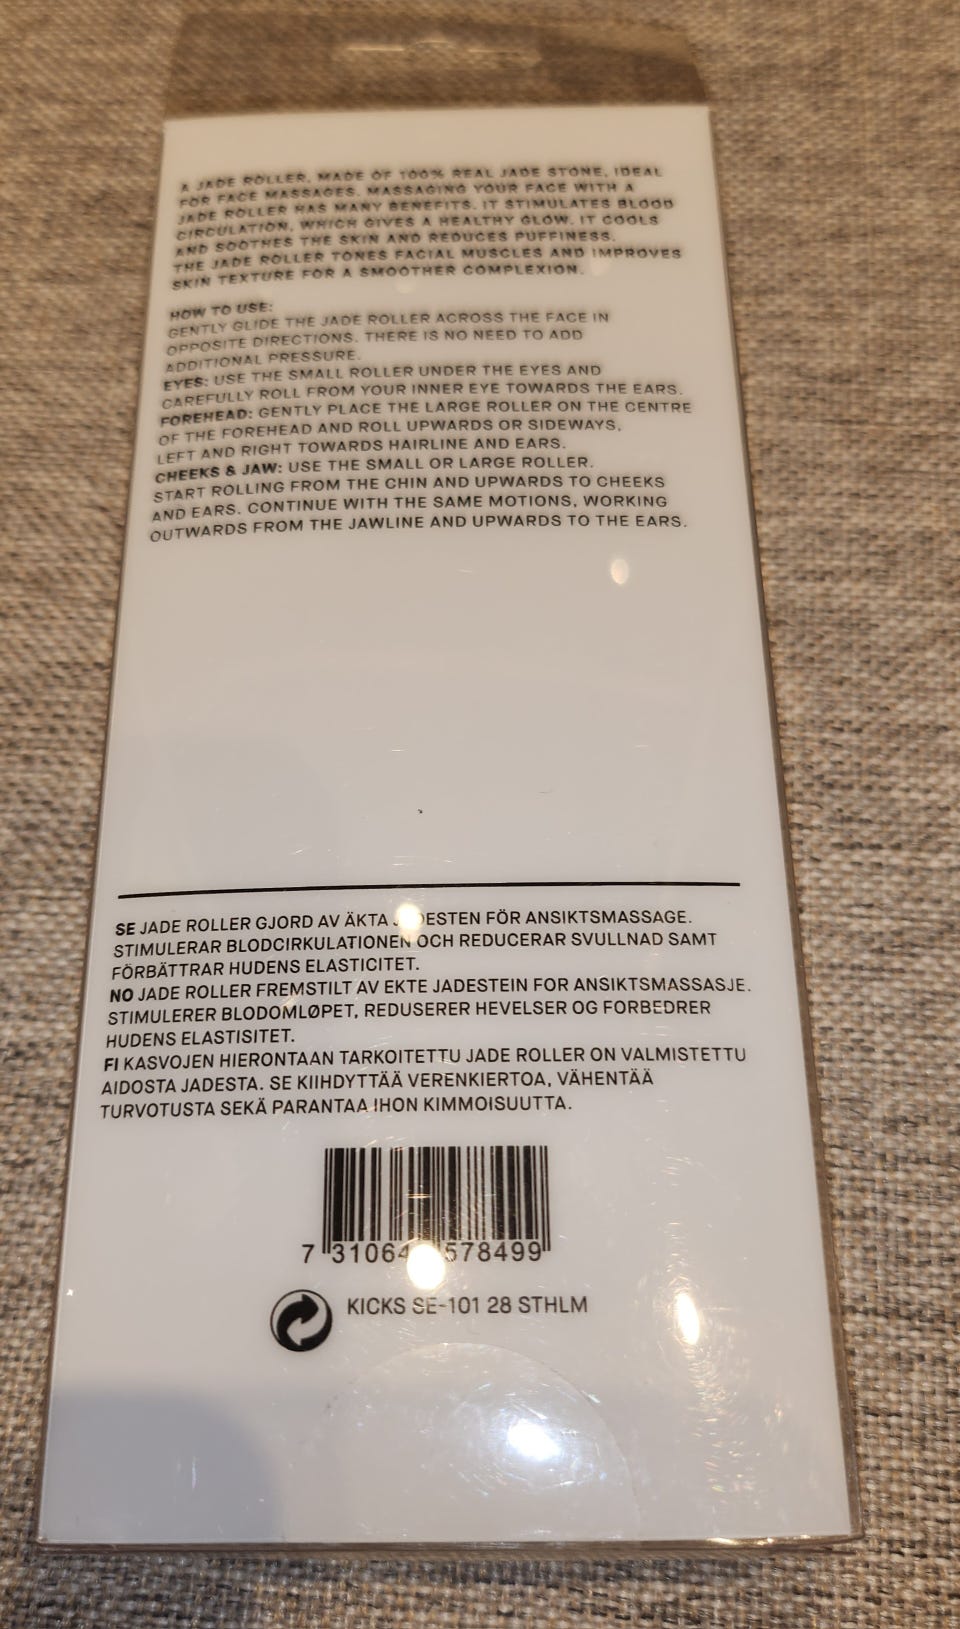 A JADE ROLLER, MADE OF 100% REAL JADE STONE, IDEAL
FOR FACE MASSAGES. MASSAGING YOUR FACE WITH A
JADE ROLLER HAS MANY BENEFITS. IT STIMULATES BLOOD
CIRCULATION, WHICH GIVES A HEALTHY GLOW. IT COOLS
AND SOOTHES THE SKIN AND REDUCES PUFFINESS.
THE JADE ROLLER TONES FACIAL MUSCLES AND IMPROVES
SKIN TEXTURE FOR A SMOOTHER COMPLEXION.
HOW TO USE:
GENTLY GLIDE THE JADE ROLLER ACROSS THE FACE IN
OPPOSITE DIRECTIONS. THERE IS NO NEED TO ADD
ADDITIONAL PRESSURE.
EYES: USE THE SMALL ROLLER UNDER THE EYES AND
CAREFULLY ROLL FROM YOUR INNER EYE TOWARDS THE EARS.
FOREHEAD: GENTLY PLACE THE LARGE ROLLER ON THE CENTRE
OF THE FOREHEAD AND ROLL UPWARDS OR SIDEWAYS,
LEFT AND RIGHT TOWARDS HAIRLINE AND EARS.
CHEEKS & JAW: USE THE SMALL OR LARGE ROLLER.
START ROLLING FROM THE CHIN AND UPWARDS TO CHEEKS
AND EARS. CONTINUE WITH THE SAME MOTIONS, WORKING
OUTWARDS FROM THE JAWLINE AND UPWARDS TO THE EARS.
SE JADE ROLLER GJORD AV ÄKTA JADESTEN FÖR ANSIKTSMASSAGE.
STIMULERAR BLODCIRKULATIONEN OCH REDUCERAR SVULLNAD SAMT
FÖRBÄTTRAR HUDENS ELASTICITET.
NO JADE ROLLER FREMSTILT AV EKTE JADESTEIN FOR ANSIKTSMASSASJE.
STIMULERER BLODOMLØPET, REDUSERER HEVELSER OG FORBEDRER
HUDENS ELASTISITET.
FI KASVOJEN HIERONTAAN TARKOITETTU JADE ROLLER ON VALMISTETTU
AIDOSTA JADESTA. SE KIIHDYTTÄÄ VERENKIERTOA, VÄHENTÄÄ
TURVOTUSTA SEKÄ PARANTAA IHON KIMMOISUUTTA.
7 578499
KICKS SE-101 28 STHLM